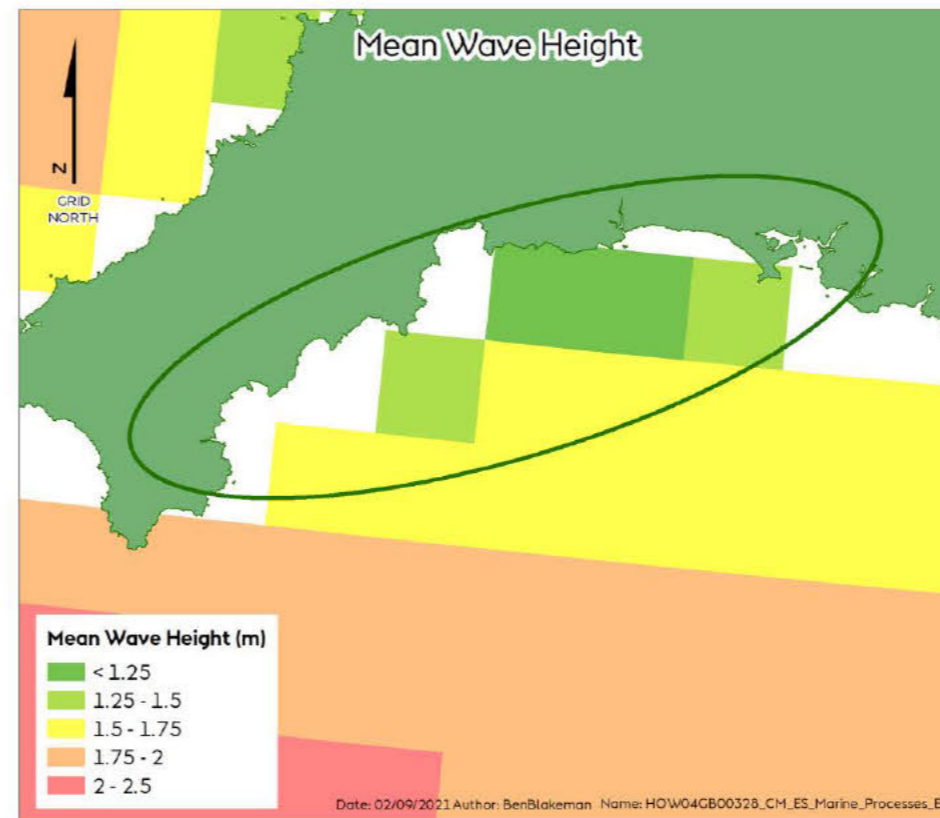 Mean Wave Height
N
GRID
NORTH
Mean Wave Height (m)
< 1.25
1.25 - 1.5
1.5 - 1.75
1.75 - 2
2 - 2.5
Date: 02/09/2021 Author: BenBlakeman Name: HOW04GB00328_CM_ES_Marine_Processes_E